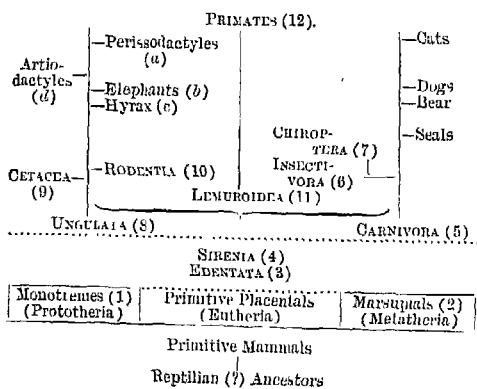 PRIMATES (12).
Perissodactyles
(a)
Cats
Artio-
dactyles
(d)
Elephants (b)
Hyrax (c)
Dogs
Bear
CHIROP-
TERA (7)
Seals
INSECTI-
VORA (6)
CETACEA
(9)
RODENTIA (10)
LEMUROIDEA (11)
UNGULATA (8)
CARNIVORA (5)
SIRENIA (4)
EDENTATA (3)
Monotremes (1)
(Prototheria)
Primitive Placentals
(Eutheria)
Marsupials (2)
(Metatheria)
Primitive Mammals
Reptilian (?) Ancestors